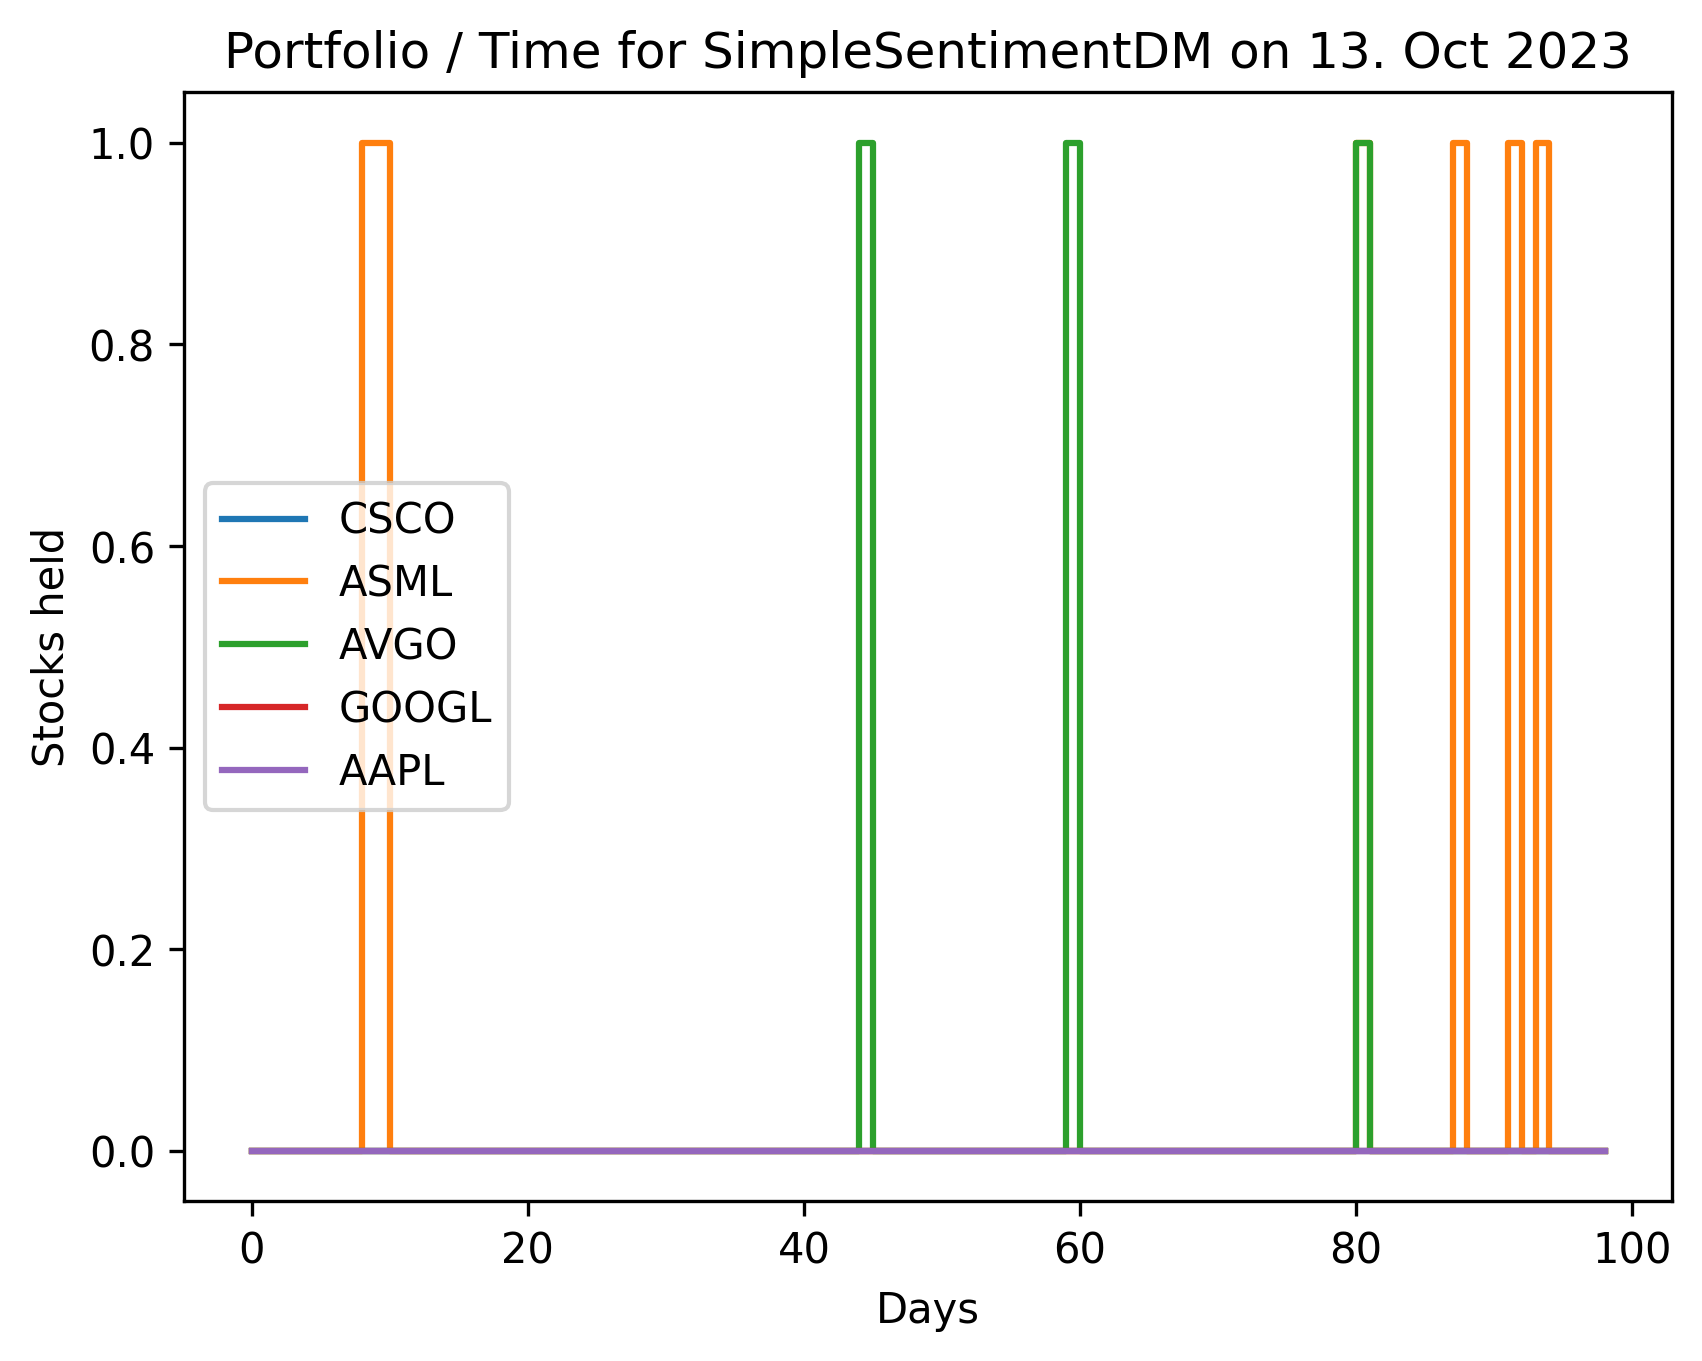 Portfolio / Time for SimpleSentimentDM on 13. Oct 2023
1.0
0.8
0.6
0.4
0.2
0.0
Stocks held
CSCO
ASML
AVGO
GOOGL
AAPL
0 20 40 60 80 100
Days